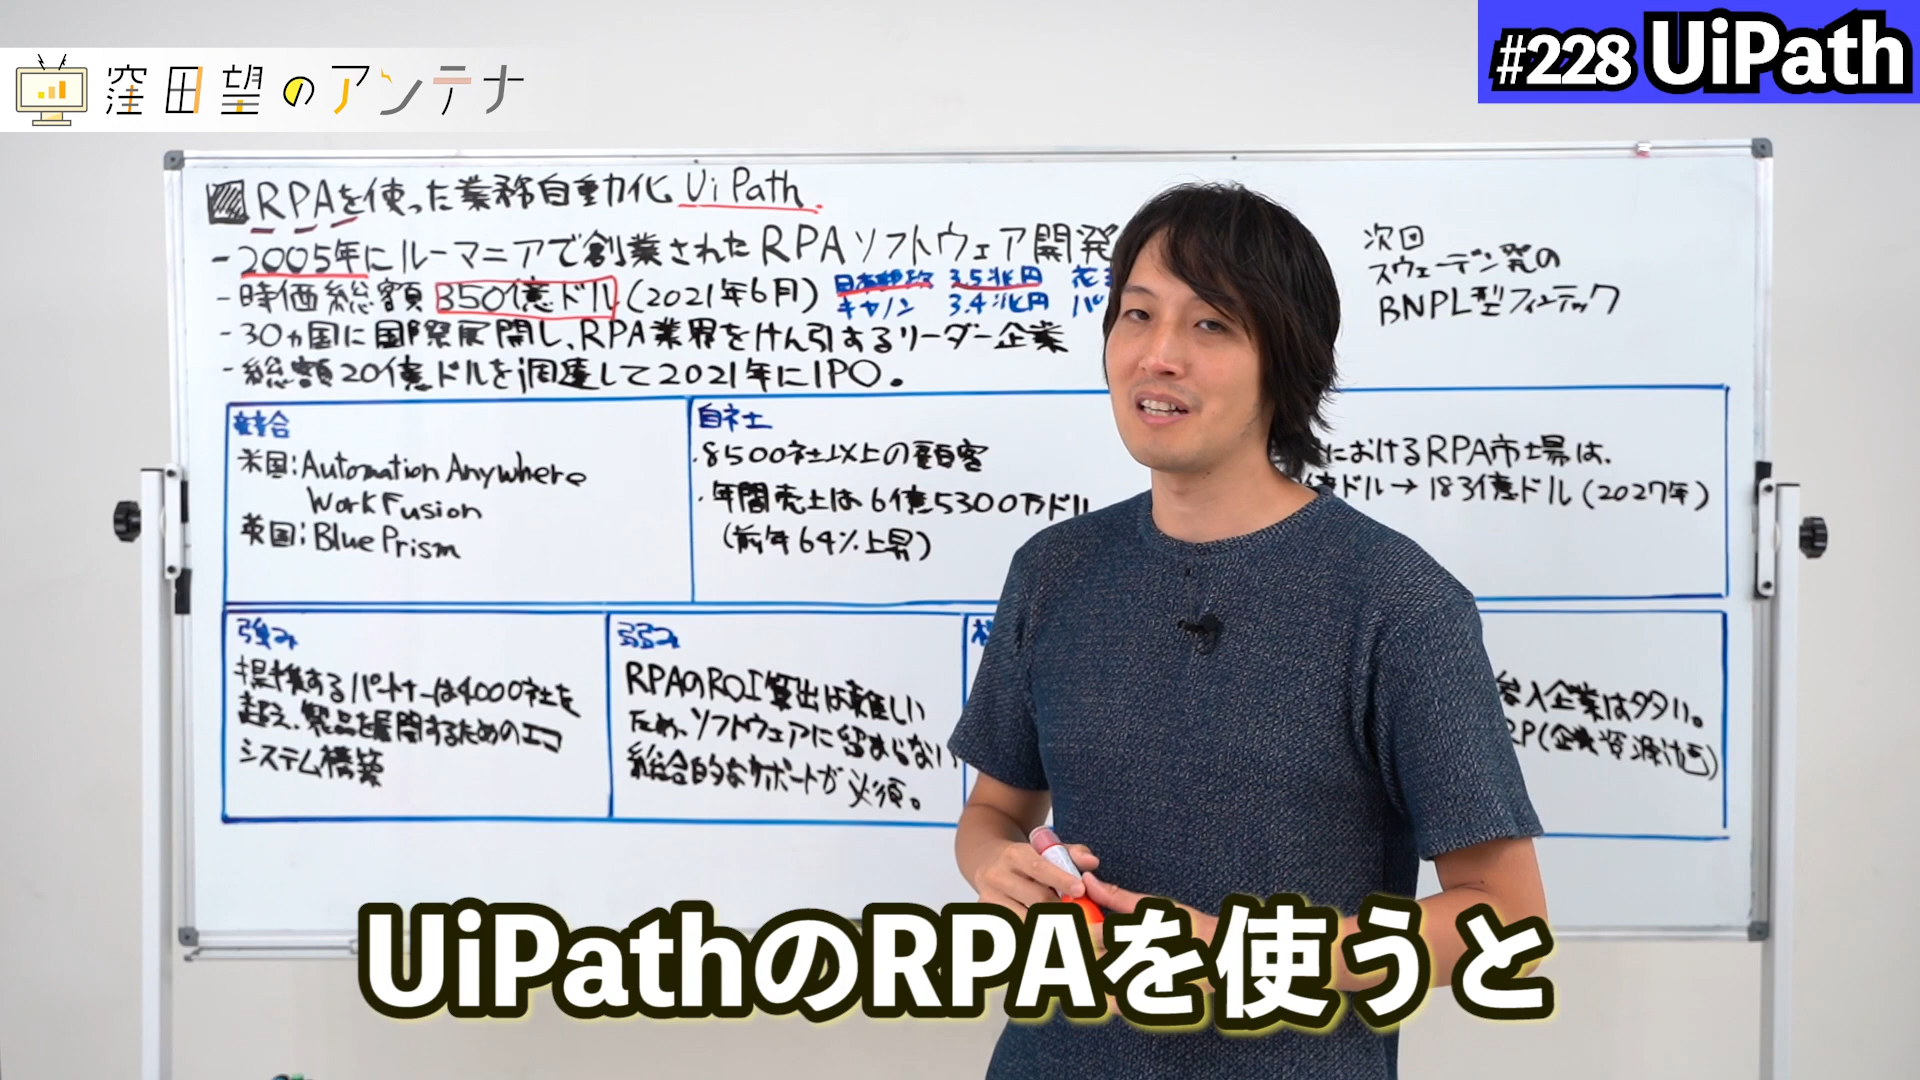 窪田望のアンテナ
#228 UiPath
RPAを使った業務自動化 UiPath
- 2005年にルーマニアで創業されたRPAソフトウェア開発
- 時価総額 350億ドル (2021年6月)
日本郵政 3.5兆円 花
キヤノン 3.4兆円
- 30ヵ国に国際展開し、RPA業界をけん引するリーダー企業
- 総額20億ドルを調達して2021年にIPO。
次回
スウェーデン発の
BNPL型フィンテック
競合
米国:Automation Anywhere
WorkFusion
英国:Blue Prism
自社
・8500社以上の顧客
・年間売上は6億5300万ドル
(前年64%上昇)
におけるRPA市場は、
億ドル→183億ドル(2027年)
強み
提携するパートナーは4000社を
超え、製品を展開するためのエコ
システム構築
弱み
RPAのROI算出は難しい
ため、ソフトウェアに留まらない
総合的なサポートが必須。
参入企業は多い。
RP(企業資源計画)
UiPathのRPAを使うと